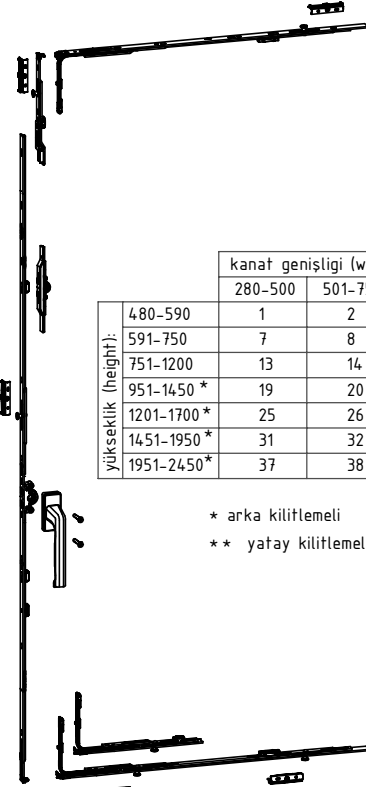 kanat genişligi (w
280-500 501-7
yükseklik (height):
480-590 1 2
591-750 7 8
751-1200 13 14
951-1450 * 19 20
1201-1700 * 25 26
1451-1950 * 31 32
1951-2450* 37 38
* arka kilitlemeli
** yatay kilitlemel